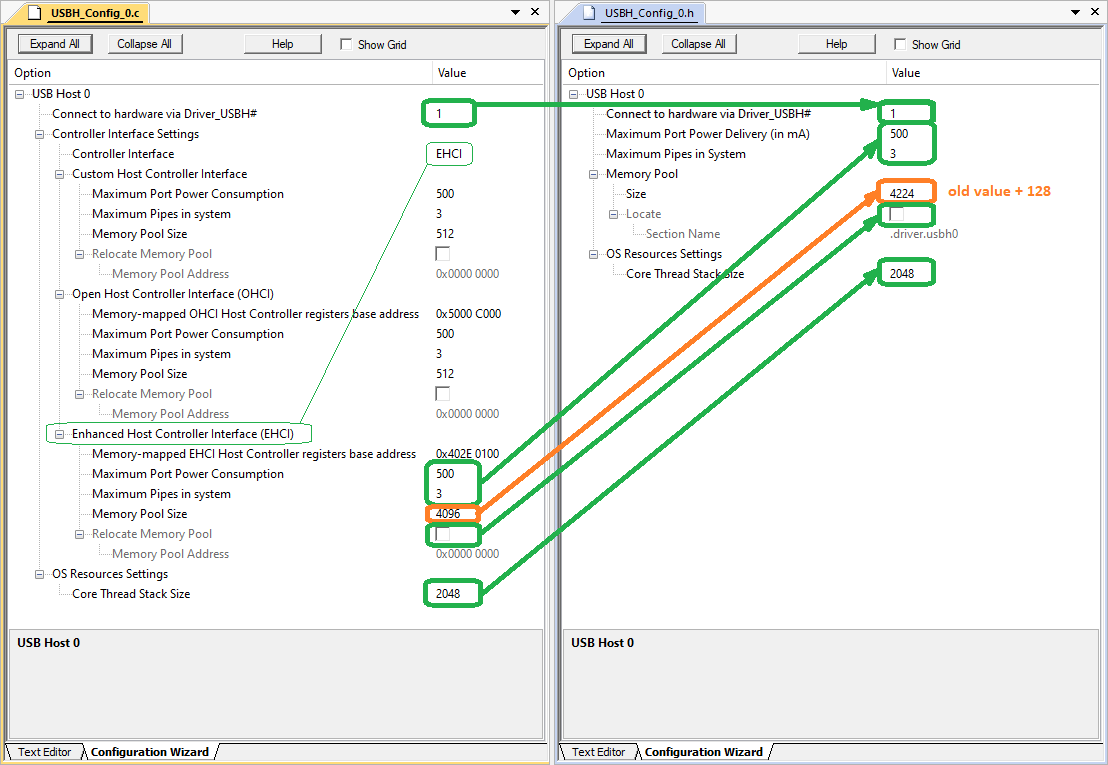 USBH_Config_0.c
Expand All
Collapse All
Help
Show Grid
Option Value
USB Host 0
Connect to hardware via Driver_USBH# 1
Controller Interface Settings
Controller Interface EHCI
Custom Host Controller Interface
Maximum Port Power Consumption 500
Maximum Pipes in system 3
Memory Pool Size 512
Relocate Memory Pool
Memory Pool Address 0x0000 0000
Open Host Controller Interface (OHCI)
Memory-mapped OHCI Host Controller registers base address 0x5000 C000
Maximum Port Power Consumption 500
Maximum Pipes in system 3
Memory Pool Size 512
Relocate Memory Pool
Memory Pool Address 0x0000 0000
Enhanced Host Controller Interface (EHCI)
Memory-mapped EHCI Host Controller registers base address 0x402E 0100
Maximum Port Power Consumption 500
Maximum Pipes in system 3
Memory Pool Size 4096
Relocate Memory Pool
Memory Pool Address 0x0000 0000
OS Resources Settings
Core Thread Stack Size 2048
USB Host 0
Text Editor
Configuration Wizard
USBH_Config_0.h
Expand All
Collapse All
Help
Show Grid
Option Value
USB Host 0
Connect to hardware via Driver_USBH# 1
Maximum Port Power Delivery (in mA) 500
Maximum Pipes in System 3
Memory Pool
Size 4224 old value + 128
Locate
Section Name .driver.usbh0
OS Resources Settings
Core Thread Stack Size 2048
USB Host 0
Text Editor
Configuration Wizard